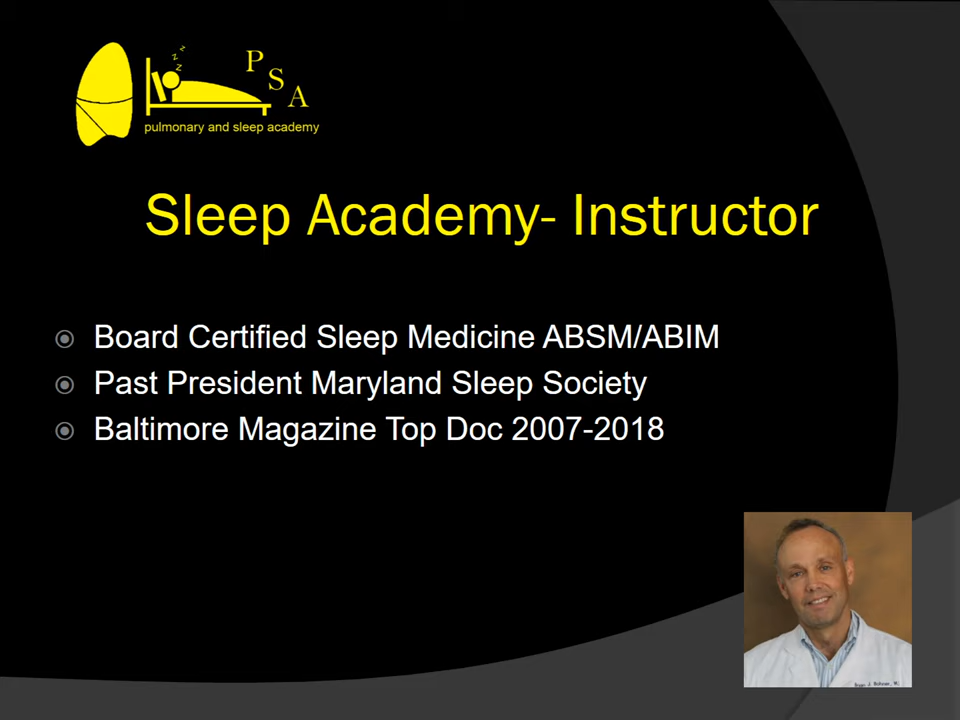 z
z
z
P
S
A
pulmonary and sleep academy
Sleep Academy- Instructor
Board Certified Sleep Medicine ABSM/ABIM
Past President Maryland Sleep Society
Baltimore Magazine Top Doc 2007-2018